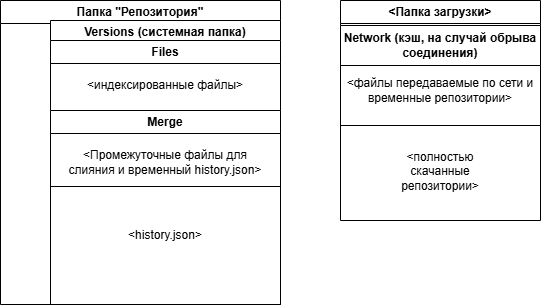 Папка "Репозитория"
Versions (системная папка)
Files
<индексированные файлы>
Merge
<Промежуточные файлы для
слияния и временный history.json>
<history.json>
<Папка загрузки>
Network (кэш, на случай обрыва
соединения)
<файлы передаваемые по сети и
временные репозитории>
<полностью
скачанные
репозитории>